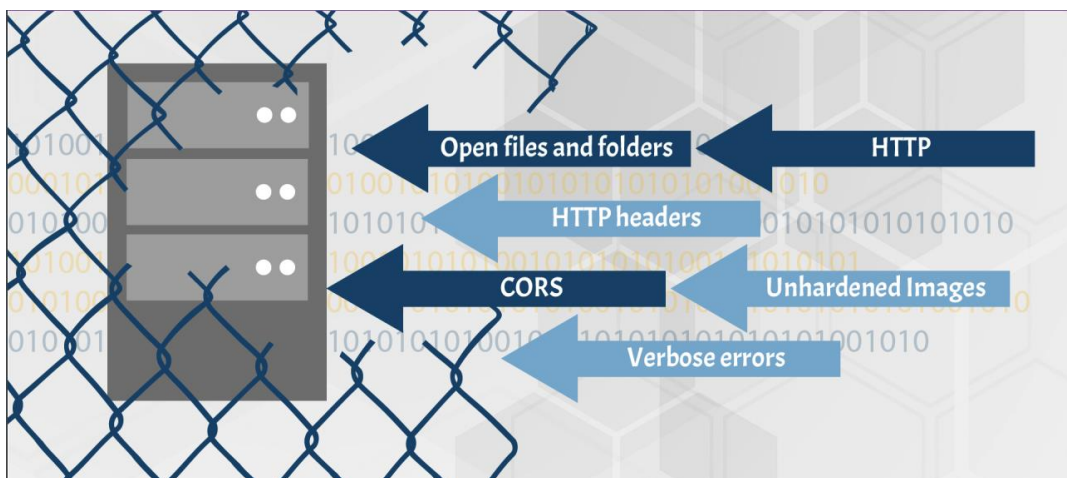 Open files and folders
HTTP
HTTP headers
CORS
Unhardened Images
Verbose errors